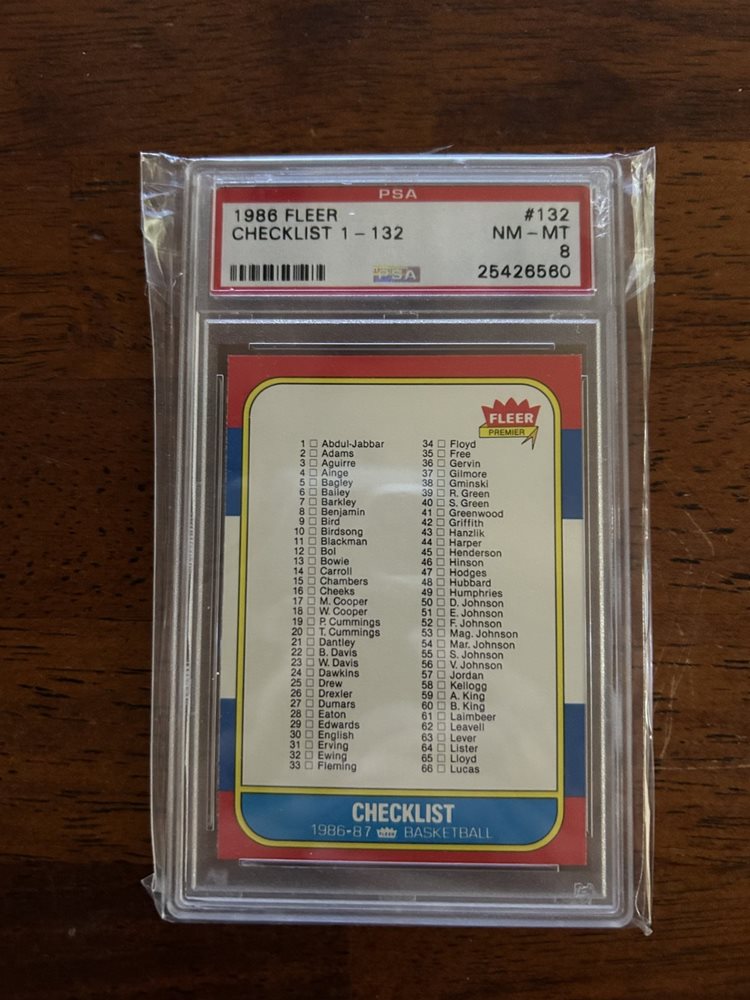 PSA
1986 FLEER #132
CHECKLIST 1 - 132 NM - MT
8
PSA 25426560
FLEER
PREMIER
1 □ Abdul-Jabbar
2 □ Adams
3 □ Aguirre
4 □ Ainge
5 □ Bagley
6 □ Bailey
7 □ Barkley
8 □ Benjamin
9 □ Bird
10 □ Birdsong
11 □ Blackman
12 □ Bol
13 □ Bowie
14 □ Carroll
15 □ Chambers
16 □ Cheeks
17 □ M. Cooper
18 □ W. Cooper
19 □ P. Cummings
20 □ T. Cummings
21 □ Dantley
22 □ B. Davis
23 □ W. Davis
24 □ Dawkins
25 □ Drew
26 □ Drexler
27 □ Dumars
28 □ Eaton
29 □ Edwards
30 □ English
31 □ Erving
32 □ Ewing
33 □ Fleming
34 □ Floyd
35 □ Free
36 □ Gervin
37 □ Gilmore
38 □ Gminski
39 □ R. Green
40 □ S. Green
41 □ Greenwood
42 □ Griffith
43 □ Hanzlik
44 □ Harper
45 □ Henderson
46 □ Hinson
47 □ Hodges
48 □ Hubbard
49 □ Humphries
50 □ D. Johnson
51 □ E. Johnson
52 □ F. Johnson
53 □ Mag. Johnson
54 □ Mar. Johnson
55 □ S. Johnson
56 □ V. Johnson
57 □ Jordan
58 □ Kellogg
59 □ A. King
60 □ B. King
61 □ Laimbeer
62 □ Leavell
63 □ Lever
64 □ Lister
65 □ Lloyd
66 □ Lucas
CHECKLIST
1986-87 FLEER BASKETBALL